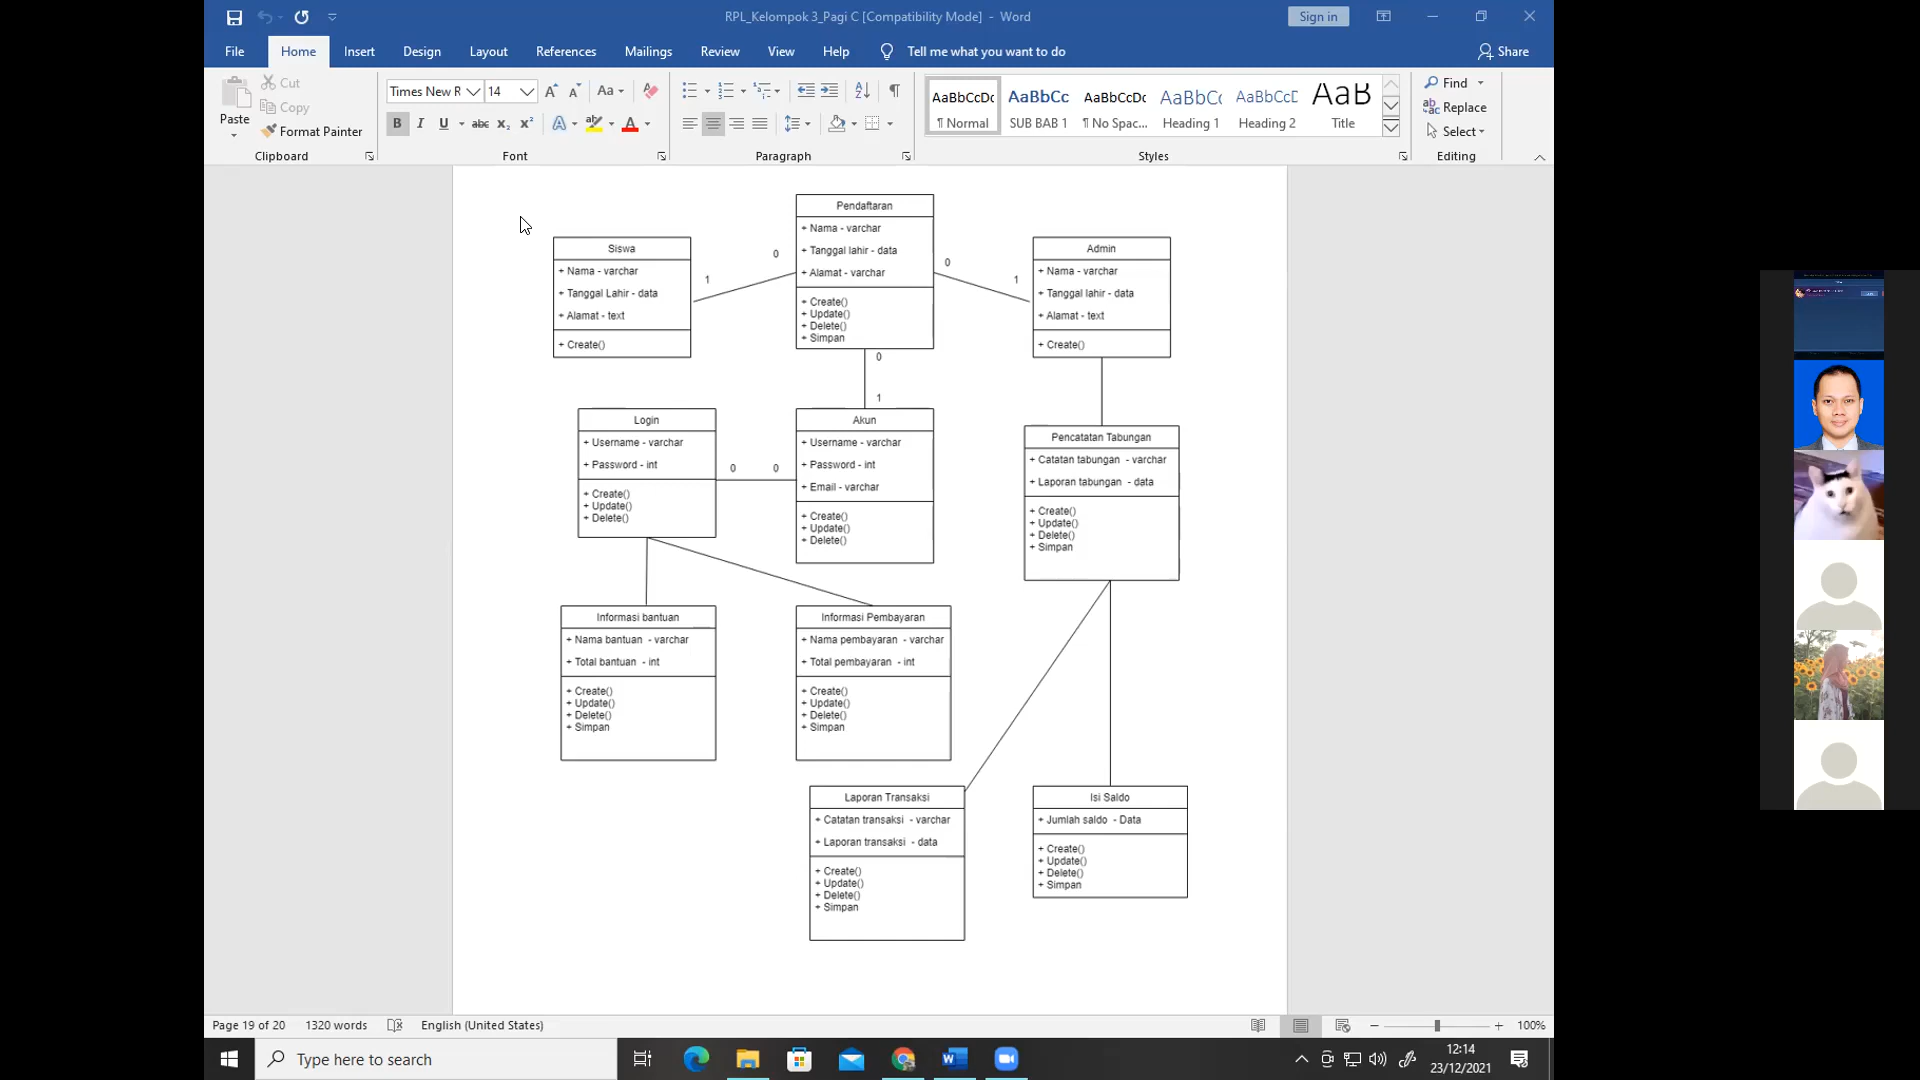 RPL_Kelompok 3_Pagi C [Compatibility Mode] - Word
Sign in
File Home Insert Design Layout References Mailings Review View Help Tell me what you want to do Share
Paste
Cut
Copy
Format Painter
Clipboard
Times New R 14
Font
Paragraph
AaBbCcDc AaBbCc AaBbCcDc AaBbCc AaBbCcD AaB
¶ Normal SUB BAB 1 ¶ No Spac... Heading 1 Heading 2 Title
Styles
Find
Replace
Select
Editing
Pendaftaran
+ Nama - varchar
+ Tanggal lahir - data
+ Alamat - varchar
+ Create()
+ Update()
+ Delete()
+ Simpan
Siswa
+ Nama - varchar
+ Tanggal Lahir - data
+ Alamat - text
+ Create()
1
0
0
1
Admin
+ Nama - varchar
+ Tanggal lahir - data
+ Alamat - text
+ Create()
0
1
Login
+ Username - varchar
+ Password - int
+ Create()
+ Update()
+ Delete()
0 0
Akun
+ Username - varchar
+ Password - int
+ Email - varchar
+ Create()
+ Update()
+ Delete()
Pencatatan Tabungan
+ Catatan tabungan - varchar
+ Laporan tabungan - data
+ Create()
+ Update()
+ Delete()
+ Simpan
Informasi bantuan
+ Nama bantuan - varchar
+ Total bantuan - int
+ Create()
+ Update()
+ Delete()
+ Simpan
Informasi Pembayaran
+ Nama pembayaran - varchar
+ Total pembayaran - int
+ Create()
+ Update()
+ Delete()
+ Simpan
Laporan Transaksi
+ Catatan transaksi - varchar
+ Laporan transaksi - data
+ Create()
+ Update()
+ Delete()
+ Simpan
Isi Saldo
+ Jumlah saldo - Data
+ Create()
+ Update()
+ Delete()
+ Simpan
Page 19 of 20 1320 words English (United States) 100%
Type here to search
12:14
23/12/2021